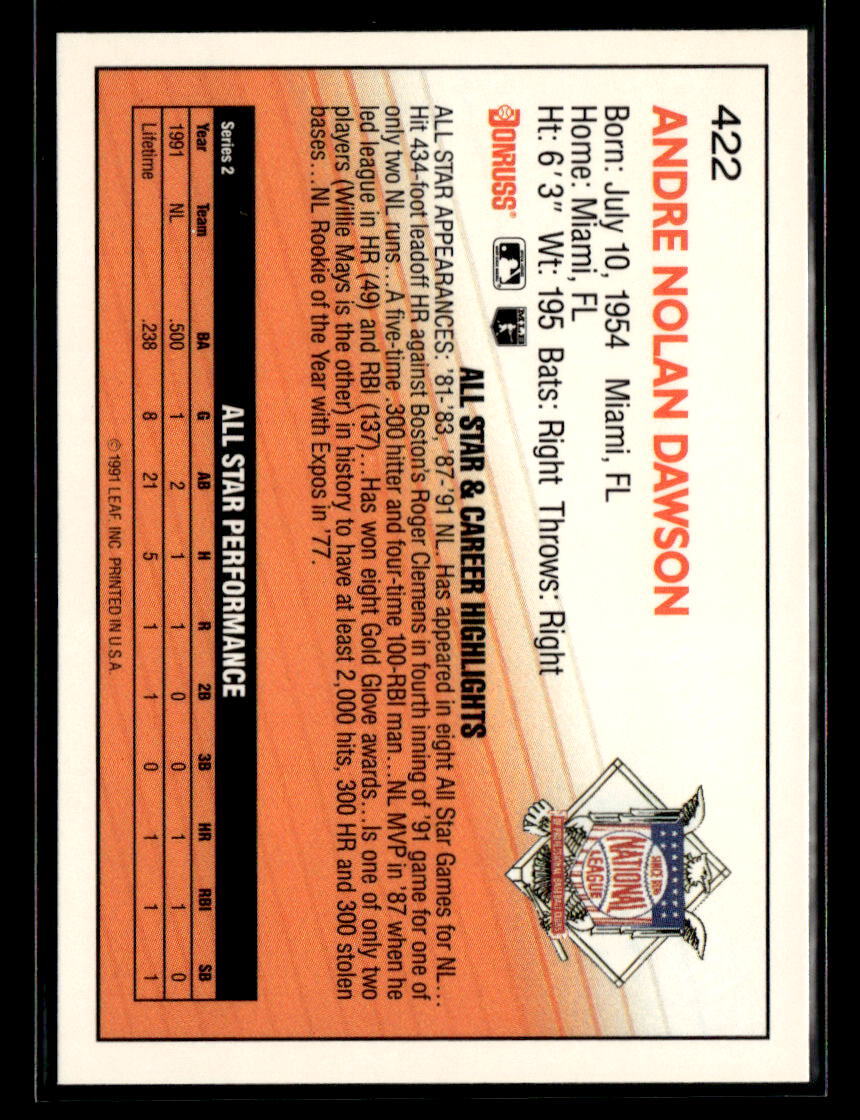 422
ANDRE NOLAN DAWSON
Born: July 10, 1954 Miami, FL
Home: Miami, FL
Ht: 6'3" Wt: 195 Bats: Right Throws: Right
DONRUSS®
MLB
SINCE 1876
NATIONAL
LEAGUE
ALL STAR & CAREER HIGHLIGHTS
ALL STAR APPEARANCES: '81-'83, '87-'91 NL. Has appeared in eight All Star Games for NL...
Hit 434-foot leadoff HR against Boston's Roger Clemens in fourth inning of '91 game for one of
only two NL runs...A five-time .300 hitter and four-time 100-RBI man...NL MVP in '87 when he
led league in HR (49) and RBI (137)...Has won eight Gold Glove awards...Is one of only two
players (Willie Mays is the other) in history to have at least 2,000 hits, 300 HR and 300 stolen
bases...NL Rookie of the Year with Expos in '77.
Series 2 ALL STAR PERFORMANCE
Year Team BA G AB H R 2B 3B HR RBI SB
1991 NL .500 1 2 1 1 0 0 1 1 0
Lifetime .238 8 21 5 1 1 0 1 1 1
© 1991 LEAF, INC. PRINTED IN U.S.A.